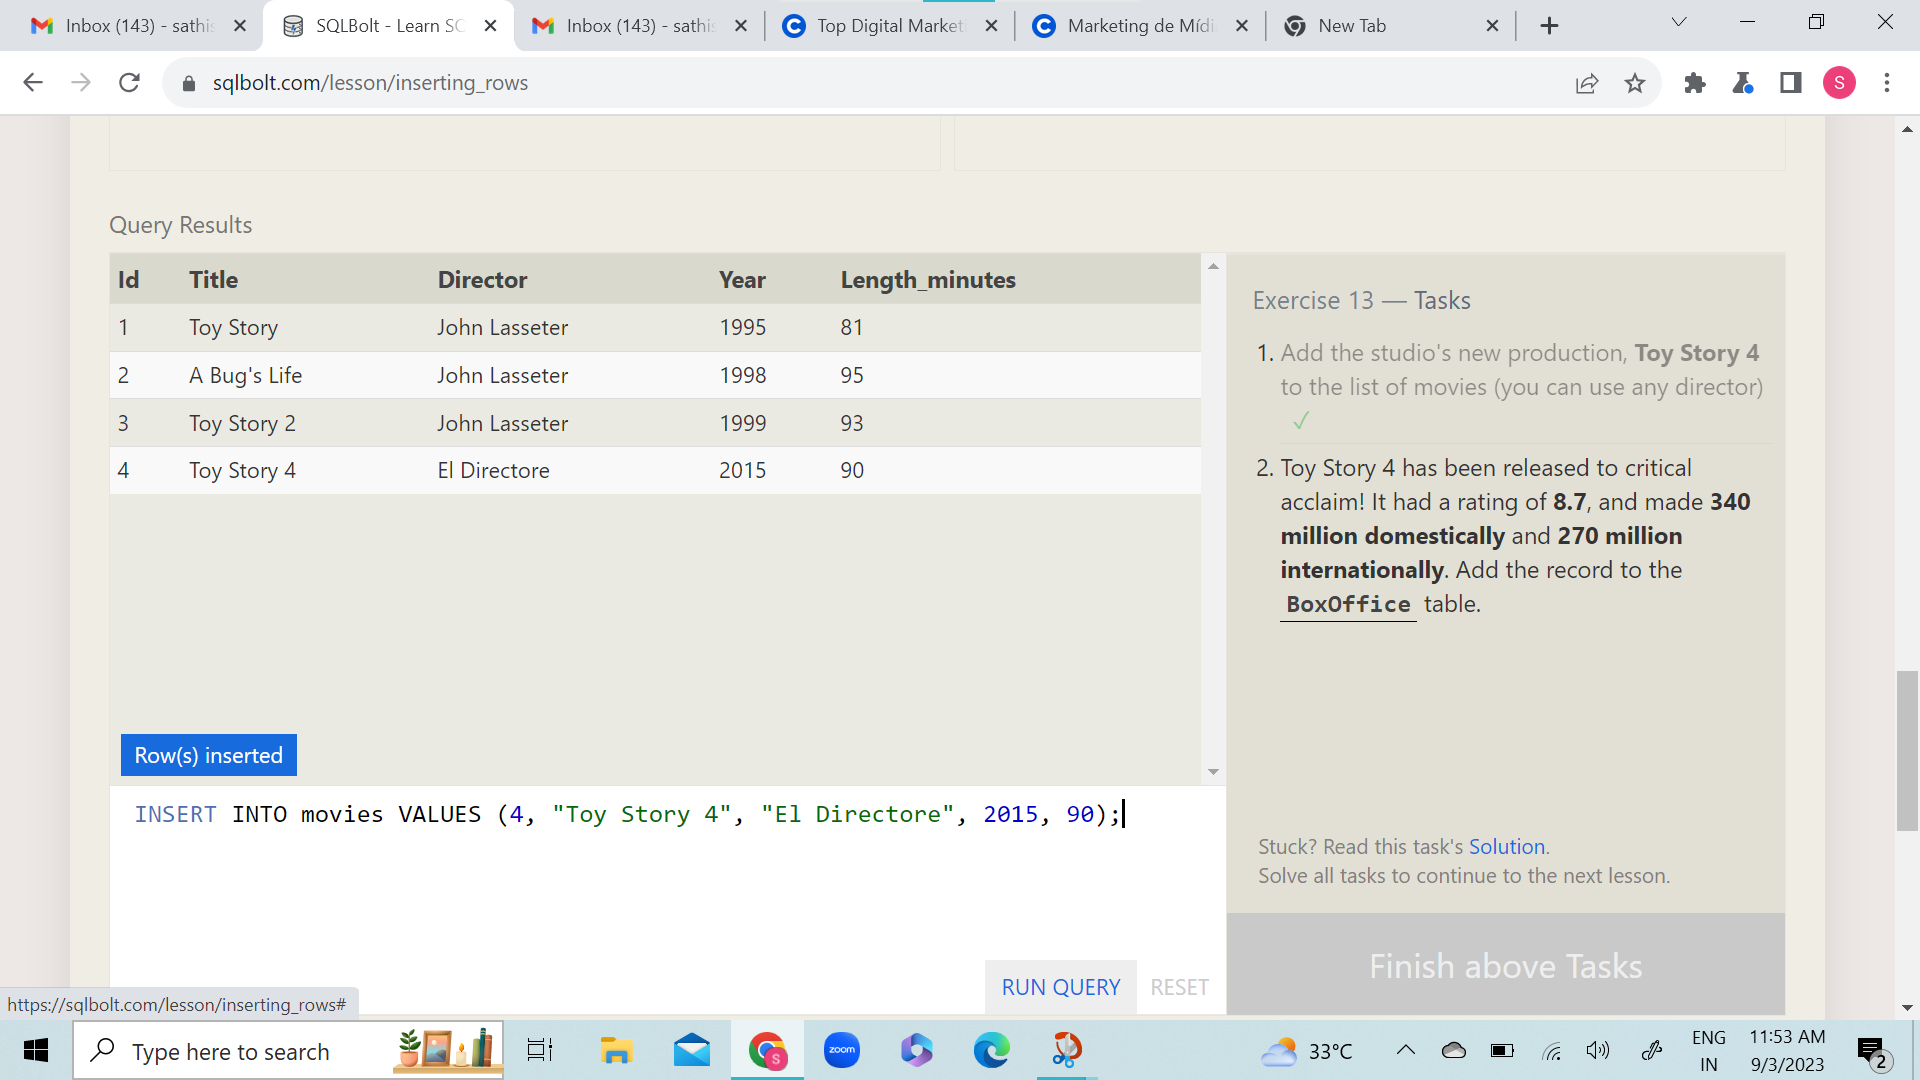 Inbox (143) - sathis
SQLBolt - Learn SQ
Inbox (143) - sathis
Top Digital Market
Marketing de Mídi
New Tab
sqlbolt.com/lesson/inserting_rows
S
Query Results
Id Title Director Year Length_minutes
1 Toy Story John Lasseter 1995 81
2 A Bug's Life John Lasseter 1998 95
3 Toy Story 2 John Lasseter 1999 93
4 Toy Story 4 El Directore 2015 90
Row(s) inserted
INSERT INTO movies VALUES (4, "Toy Story 4", "El Directore", 2015, 90);
RUN QUERY RESET
Exercise 13 — Tasks
1. Add the studio's new production, Toy Story 4
to the list of movies (you can use any director)
✓
2. Toy Story 4 has been released to critical
acclaim! It had a rating of 8.7, and made 340
million domestically and 270 million
internationally. Add the record to the
BoxOffice table.
Stuck? Read this task's Solution.
Solve all tasks to continue to the next lesson.
Finish above Tasks
https://sqlbolt.com/lesson/inserting_rows#
Type here to search
S
zoom
33°C
ENG
IN
11:53 AM
9/3/2023
2